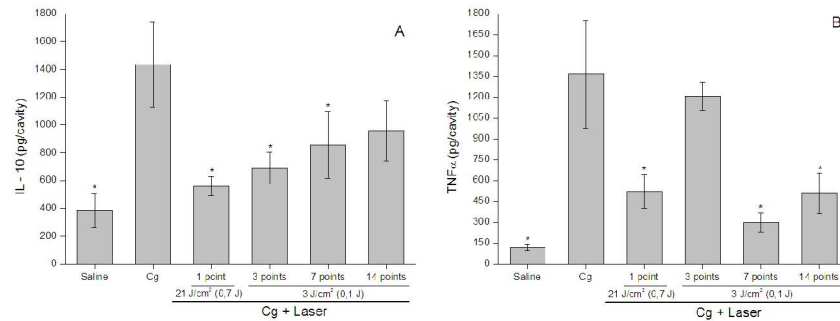 1800
1600
1400
1200
1000
800
600
400
200
0
IL - 10 (pg/cavity)
A
*
*
*
*
Saline
Cg
1 point
3 points
7 points
14 points
21 J/cm² (0,7 J)
3 J/cm² (0,1 J)
Cg + Laser
1800
1650
1500
1350
1200
1050
900
750
600
450
300
150
0
TNFα (pg/cavity)
B
*
*
*
*
Saline
Cg
1 point
3 points
7 points
14 points
21 J/cm² (0,7 J)
3 J/cm² (0,1 J)
Cg + Laser